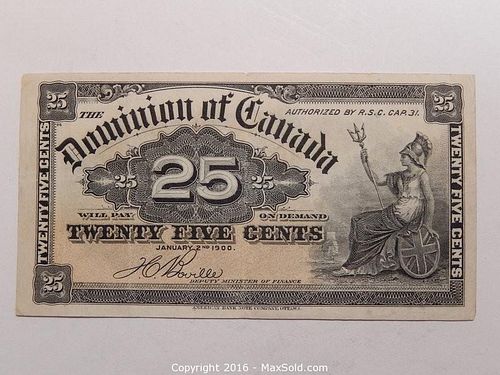 25
25
THE
Dominion of Canada
AUTHORIZED BY R.S.C. CAP. 31.
TWENTY FIVE CENTS
TWENTY FIVE CENTS
25
25
25
WILL PAY
ON DEMAND
TWENTY FIVE CENTS
JANUARY 2ND 1900.
DEPUTY MINISTER OF FINANCE
25
AMERICAN BANK NOTE COMPANY, OTTAWA.
Copyright 2016 - MaxSold.com